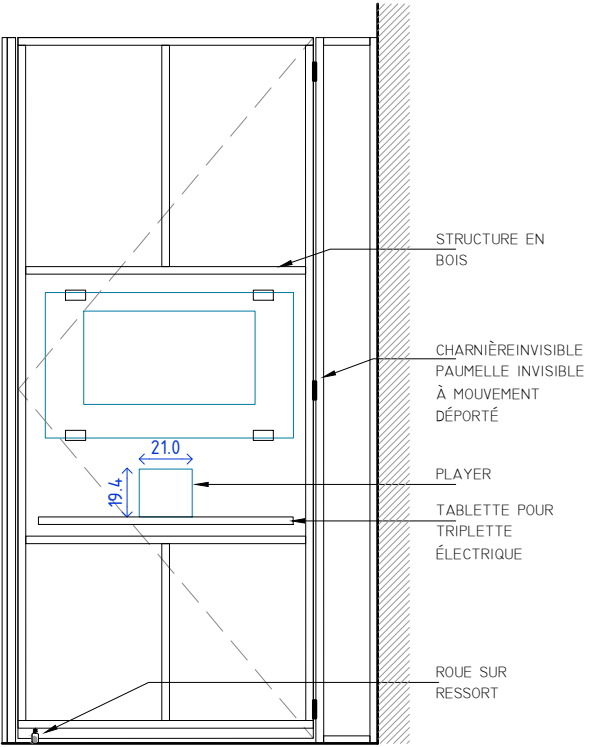 STRUCTURE EN
BOIS
CHARNIÈREINVISIBLE
PAUMELLE INVISIBLE
À MOUVEMENT
DÉPORTÉ
21.0
19.4
PLAYER
TABLETTE POUR
TRIPLETTE
ÉLECTRIQUE
ROUE SUR
RESSORT